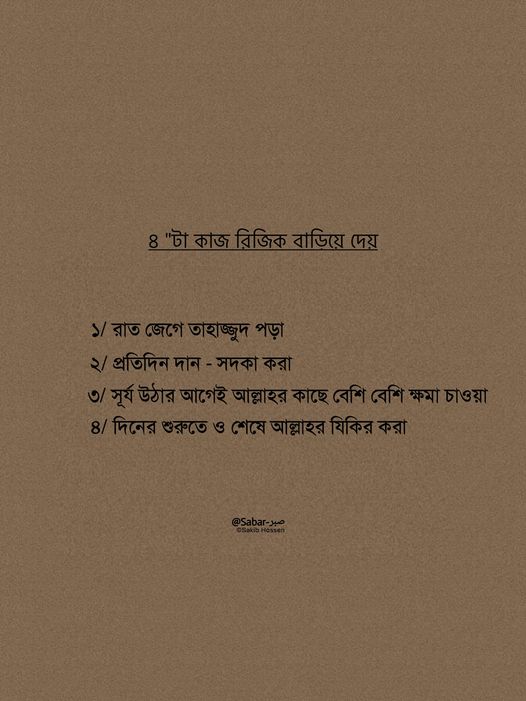 ৪ "টা কাজ রিজিক বাড়িয়ে দেয়
১/ রাত জেগে তাহাজ্জুদ পড়া
২/ প্রতিদিন দান - সদকা করা
৩/ সূর্য উঠার আগেই আল্লাহর কাছে বেশি বেশি ক্ষমা চাওয়া
৪/ দিনের শুরুতে ও শেষে আল্লাহর যিকির করা
@Sabar-صبر
©Sakib Hossen